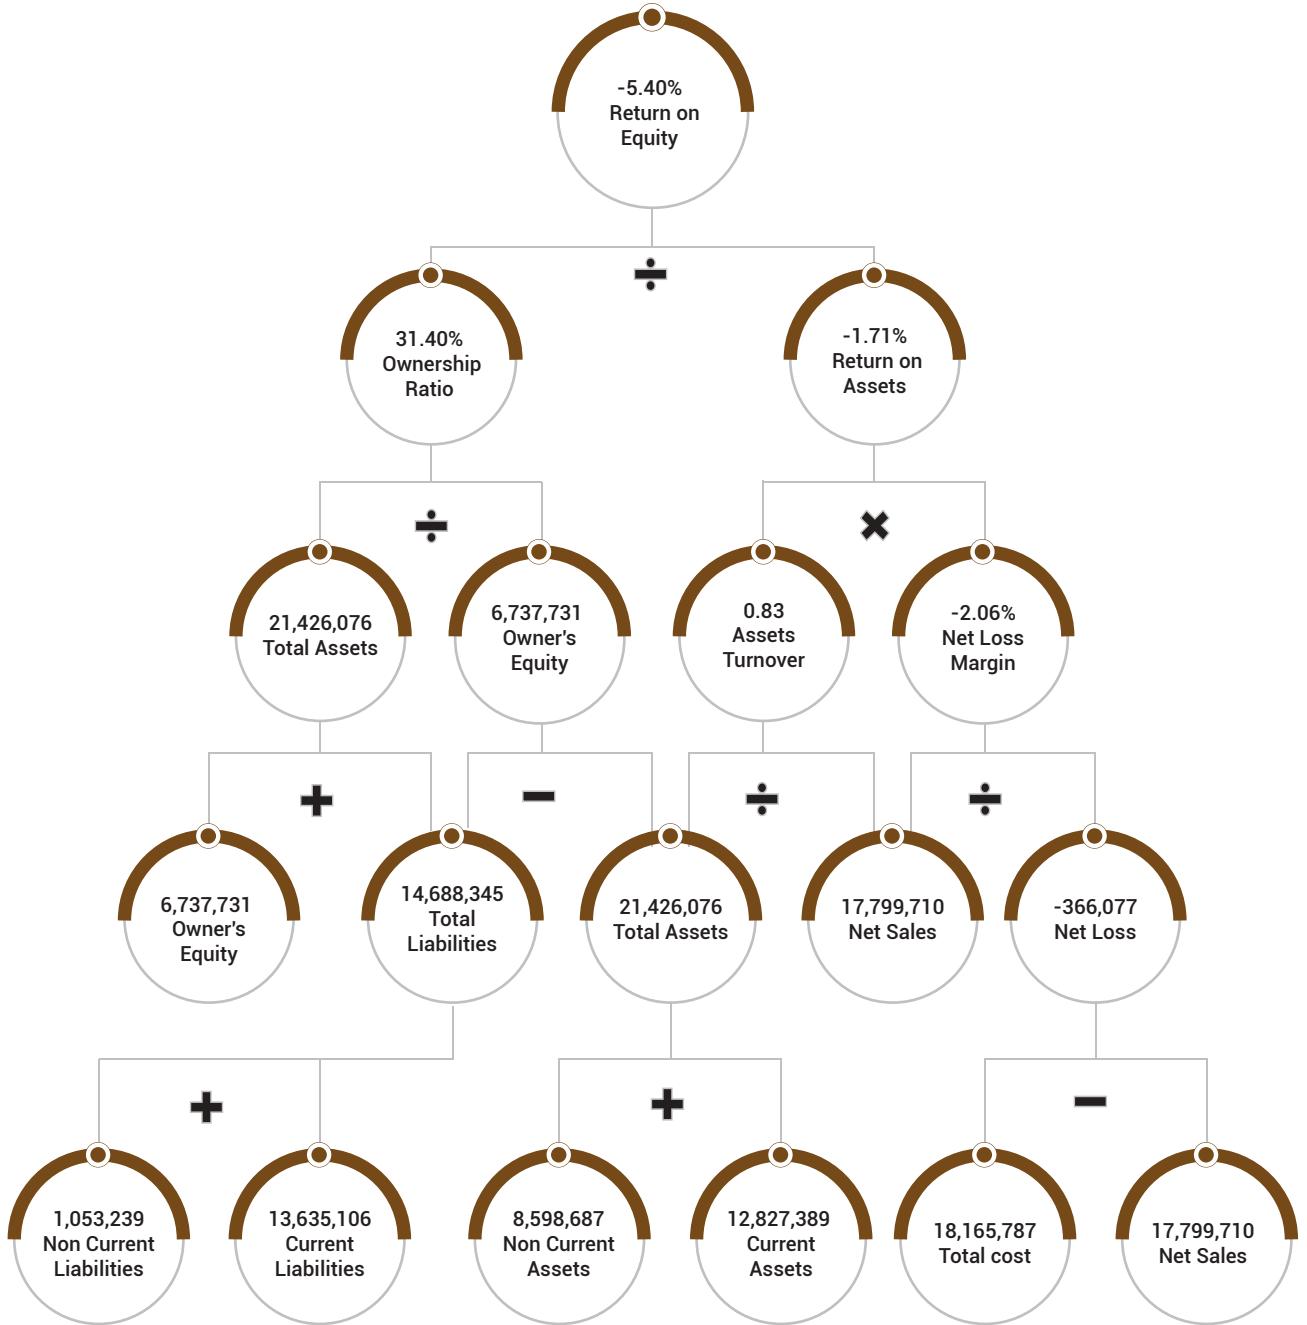 -5.40%
Return on
Equity
÷
31.40%
Ownership
Ratio
-1.71%
Return on
Assets
÷
×
21,426,076
Total Assets
6,737,731
Owner's
Equity
0.83
Assets
Turnover
-2.06%
Net Loss
Margin
+
−
÷
÷
6,737,731
Owner's
Equity
14,688,345
Total
Liabilities
21,426,076
Total Assets
17,799,710
Net Sales
-366,077
Net Loss
+
+
−
1,053,239
Non Current
Liabilities
13,635,106
Current
Liabilities
8,598,687
Non Current
Assets
12,827,389
Current
Assets
18,165,787
Total cost
17,799,710
Net Sales